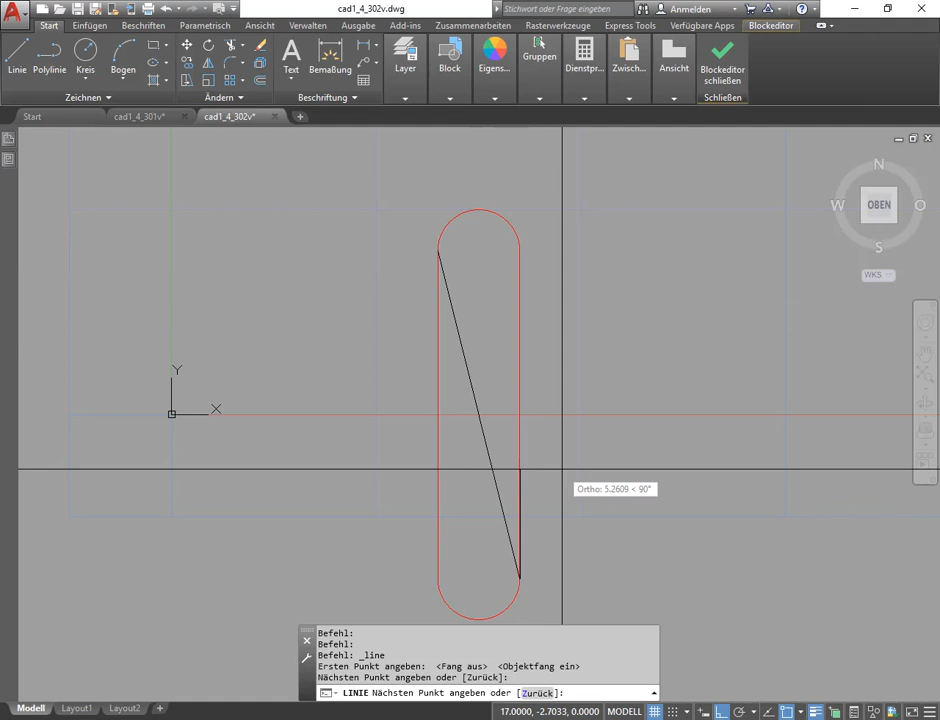 cad1_4_302v.dwg
Stichwort oder Frage eingeben
Anmelden
Start
Einfügen
Beschriften
Parametrisch
Ansicht
Verwalten
Ausgabe
Add-ins
Zusammenarbeiten
Rasterwerkzeuge
Express Tools
Verfügbare Apps
Blockeditor
Linie
Polylinie
Kreis
Bogen
Text
Bemaßung
Layer
Block
Eigens...
Gruppen
Dienstpr...
Zwisch...
Ansicht
Blockeditor
schließen
Zeichnen
Ändern
Beschriftung
Schließen
Start
cad1_4_301v*
cad1_4_302v*
N
W
OBEN
O
S
WKS
Y
X
Ortho: 5.2609 < 90°
Befehl:
Befehl:
Befehl: _line
Ersten Punkt angeben: <Fang aus> <Objektfang ein>
Nächsten Punkt angeben oder [Zurück]:
LINIE Nächsten Punkt angeben oder [Zurück]:
Modell
Layout1
Layout2
17.0000, -2.7033, 0.0000
MODELL